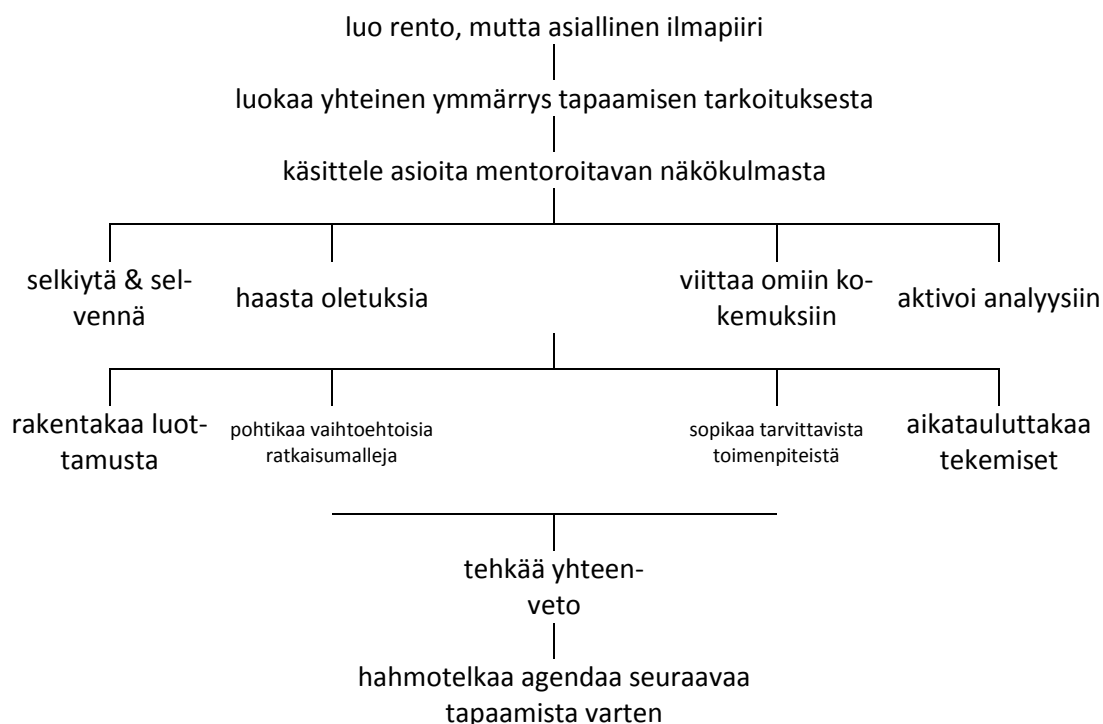 luo rento, mutta asiallinen ilmapiiri
luokaa yhteinen ymmärrys tapaamisen tarkoituksesta
käsittele asioita mentoroitavan näkökulmasta
selkiytä & sel-
vennä
haasta oletuksia
viittaa omiin ko-
kemuksiin
aktivoi analyysiin
rakentakaa luot-
tamusta
pohtikaa vaihtoehtoisia
ratkaisumalleja
sopikaa tarvittavista
toimenpiteistä
aikatauluttakaa
tekemiset
tehkää yhteen-
veto
hahmotelkaa agendaa seuraavaa
tapaamista varten